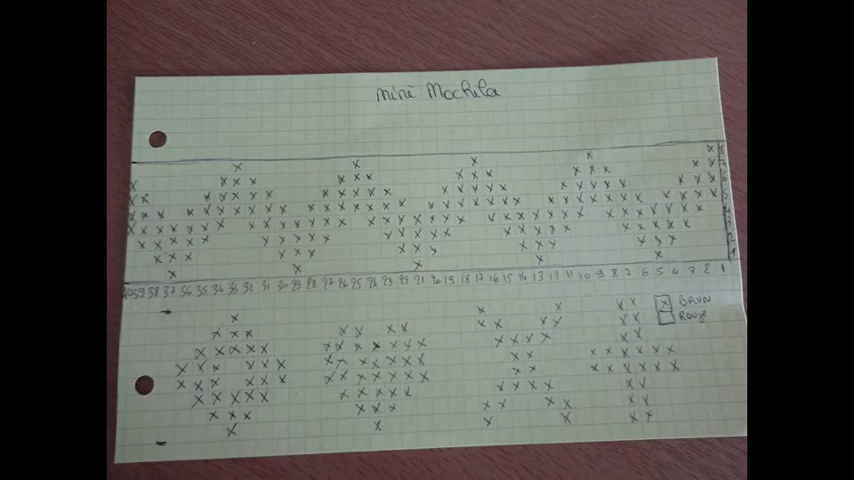 mini Mochila
40 39 38 37 36 35 34 33 32 31 30 29 28 27 26 25 24 23 22 21 20 19 18 17 16 15 14 13 12 11 10 9 8 7 6 5 4 3 2 1
X BRUN
Rouge